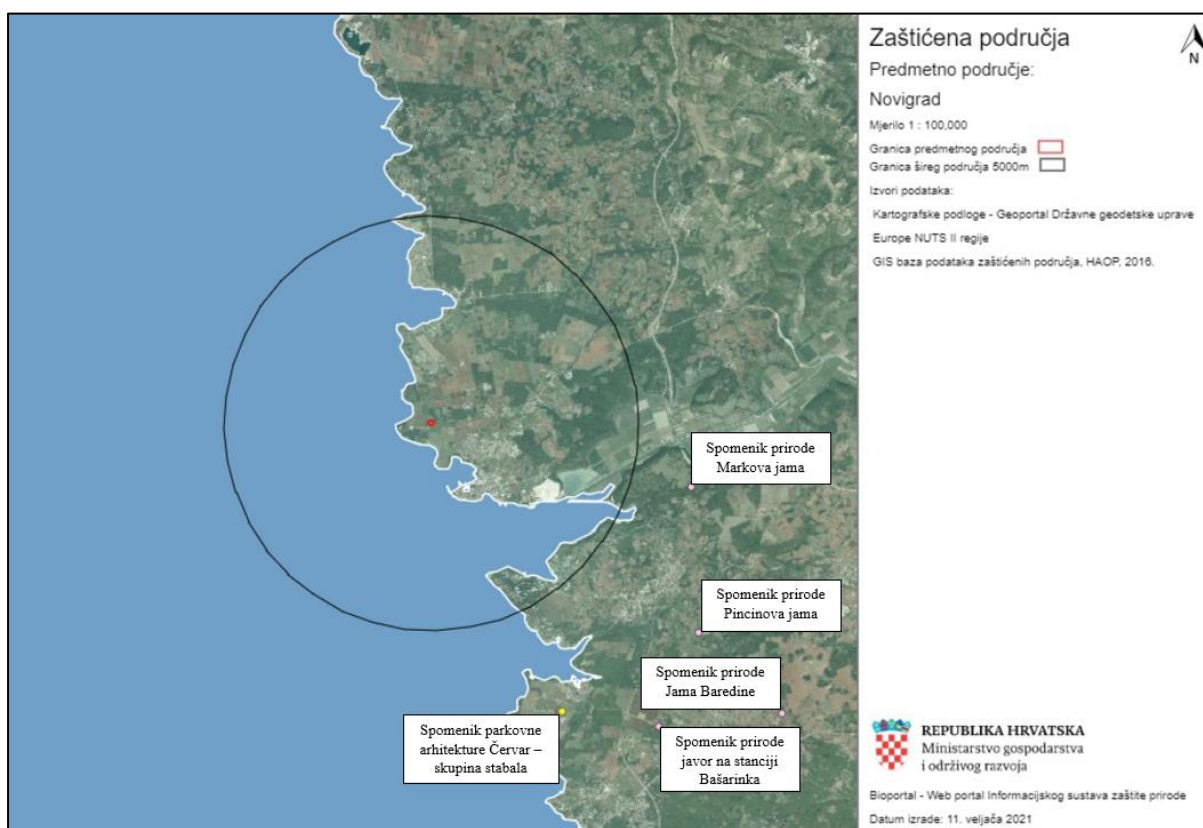 Zaštićena područja
N
Predmetno područje:
Novigrad
Mjerilo 1 : 100,000
Granica predmetnog područja
Granica šireg područja 5000m
Izvori podataka:
Kartografske podloge - Geoportal Državne geodetske uprave
Europe NUTS II regije
GIS baza podataka zaštićenih područja, HAOP, 2016.
Spomenik prirode
Markova jama
Spomenik prirode
Pincinova jama
Spomenik prirode
Jama Baredine
Spomenik parkovne
arhitekture Červar –
skupina stabala
Spomenik prirode
javor na stanciji
Bašarinka
REPUBLIKA HRVATSKA
Ministarstvo gospodarstva
i održivog razvoja
Bioportal - Web portal Informacijskog sustava zaštite prirode
Datum izrade: 11. veljača 2021